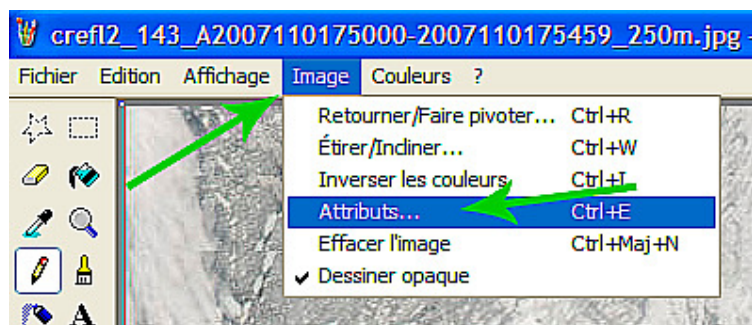 crefl2_143_A2007110175000-2007110175459_250m.jpg -
Fichier Edition Affichage Image Couleurs ?
Retourner/Faire pivoter... Ctrl+R
Étirer/Incliner... Ctrl+W
Inverser les couleurs Ctrl+I
Attributs... Ctrl+E
Effacer l'image Ctrl+Maj+N
Dessiner opaque
A